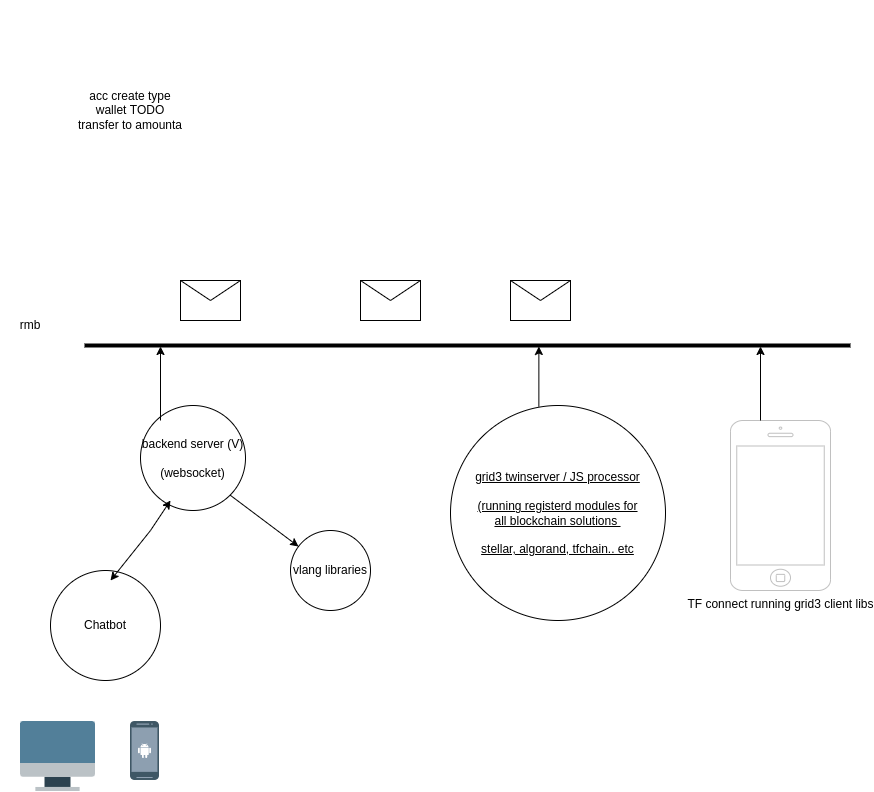 acc create type
wallet TODO
transfer to amounta
rmb
backend server (V)
(websocket)
grid3 twinserver / JS processor
(running registerd modules for
all blockchain solutions
stellar, algorand, tfchain.. etc
vlang libraries
TF connect running grid3 client libs
Chatbot